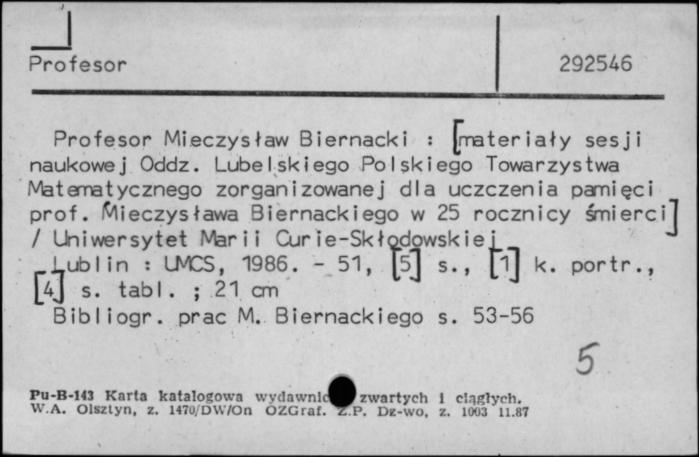 Profesor 292546
Profesor Mieczysław Biernacki : [materiały sesji
naukowej Oddz. Lubelskiego Polskiego Towarzystwa
Matematycznego zorganizowanej dla uczczenia pamięci
prof. Mieczysława Biernackiego w 25 rocznicy śmierci]
/ Uniwersytet Marii Curie-Skłodowskiej
Lublin : UMCS, 1986. - 51, [5] s., [1] k. portr.,
[4] s. tabl. ; 21 cm
Bibliogr. prac M. Biernackiego s. 53-56
5
Pu-B-143 Karta katalogowa zwartych i ciągłych.
W.A. Olsztyn, z. 1470/DW/On OZGraf. Z.P. Dz-wo, z. 1003 11.87